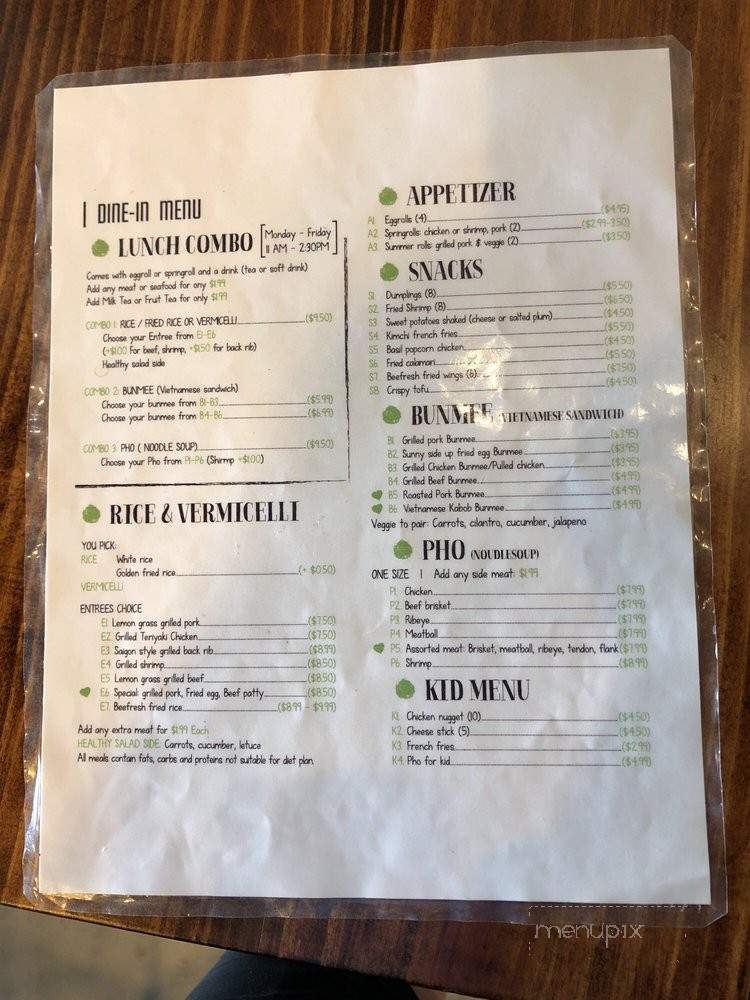 DINE-IN MENU
LUNCH COMBO
Monday - Friday
11 AM - 2:30PM
Comes with eggroll or springroll and a drink (tea or soft drink)
Add any meat or seafood for any $1.99
Add Milk Tea or Fruit Tea for only $1.99
COMBO 1: RICE / FRIED RICE OR VERMICELLI ($9.50)
Choose your Entree from E1-E6
(+$1.00 For beef, shrimp, +$1.50 for back rib)
Healthy salad side
COMBO 2: BUNMEE (Vietnamese sandwich)
Choose your bunmee from B1-B3 ($5.99)
Choose your bunmee from B4-B6 ($6.99)
COMBO 3: PHO ( NOODLE SOUP) ($9.50)
Choose your Pho from P1-P6 (Shirmp +$1.00)
RICE & VERMICELLI
YOU PICK:
RICE White rice
Golden fried rice (+ $0.50)
VERMICELLI
ENTREES CHOICE
E1. Lemon grass grilled pork ($7.50)
E2. Grilled Teriyaki Chicken ($7.50)
E3. Saigon style grilled back rib ($8.99)
E4. Grilled shrimp ($8.50)
E5. Lemon grass grilled beef ($8.50)
E6. Special: grilled pork, Fried egg, Beef patty ($8.50)
E7. Beefresh fried rice ($8.99 - $9.99)
Add any extra meat for $1.99 Each
HEALTHY SALAD SIDE: Carrots, cucumber, letuce
All meals contain fats, carbs and proteins not suitable for diet plan
APPETIZER
A1. Eggrolls (4) ($4.95)
A2. Springrolls: chicken or shrimp, pork (2) ($2.99-3.50)
A3. Summer rolls: grilled pork & veggie (2) ($3.50)
SNACKS
S1. Dumplings (8) ($5.50)
S2. Fried Shrimp (8) ($6.50)
S3. Sweet potatoes shaked (cheese or salted plum) ($4.50)
S4. Kimchi french fries ($5.50)
S5. Basil popcorn chicken ($4.50)
S6. Fried calamari ($5.50)
S7. Beefresh fried wings (6) ($7.50)
S8. Crispy tofu ($4.50)
BUNMEE (VIETNAMESE SANDWICH)
B1. Grilled pork Bunmee ($3.95)
B2. Sunny side up fried egg Bunmee ($3.95)
B3. Grilled Chicken Bunmee/Pulled chicken ($3.95)
B4. Grilled Beef Bunmee ($4.99)
B5. Roasted Pork Bunmee ($4.99)
B6. Vietnamese Kabob Bunmee ($4.99)
Veggie to pair: Carrots, cilantro, cucumber, jalapeno
PHO (NOUDLESOUP)
ONE SIZE | Add any side meat: $1.99
P1. Chicken ($7.99)
P2. Beef brisket ($7.99)
P3. Ribeye ($7.99)
P4. Meatball ($7.99)
P5. Assorted meat: Brisket, meatball, ribeye, tendon, flank ($7.99)
P6. Shrimp ($8.99)
KID MENU
K1. Chicken nugget (10) ($4.50)
K2. Cheese stick (5) ($4.50)
K3. French fries ($2.99)
K4. Pho for kid ($4.99)
menupix